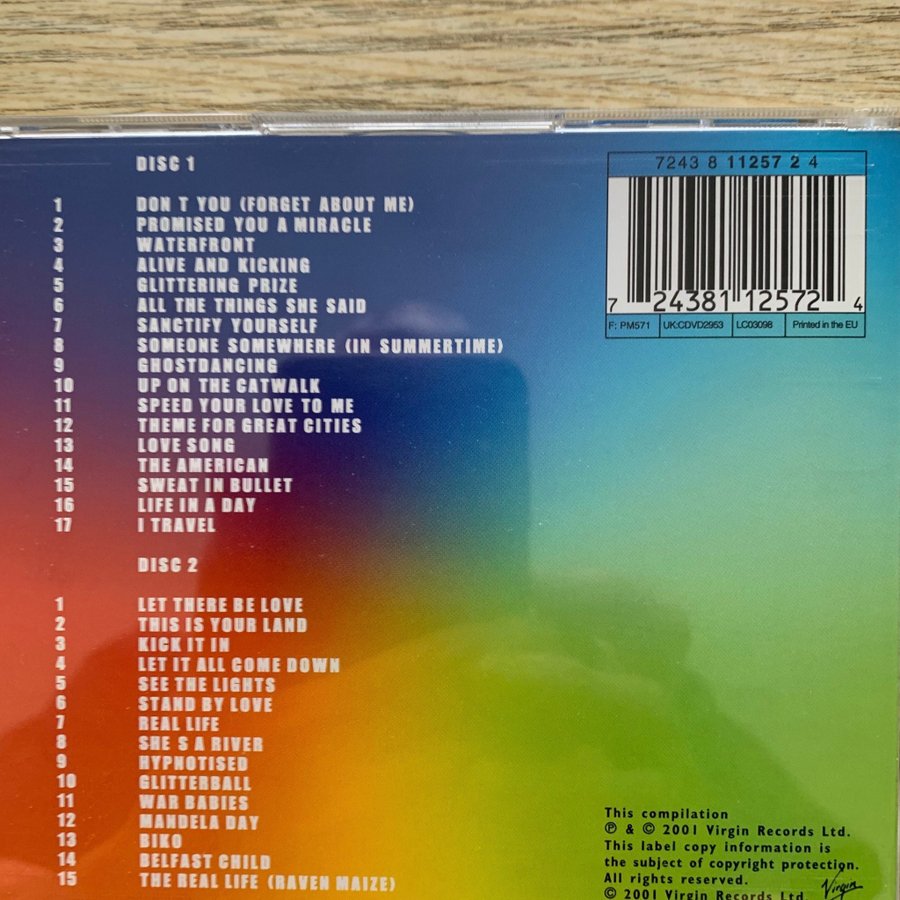 DISC 1
1 DON T YOU (FORGET ABOUT ME)
2 PROMISED YOU A MIRACLE
3 WATERFRONT
4 ALIVE AND KICKING
5 GLITTERING PRIZE
6 ALL THE THINGS SHE SAID
7 SANCTIFY YOURSELF
8 SOMEONE SOMEWHERE (IN SUMMERTIME)
9 GHOSTDANCING
10 UP ON THE CATWALK
11 SPEED YOUR LOVE TO ME
12 THEME FOR GREAT CITIES
13 LOVE SONG
14 THE AMERICAN
15 SWEAT IN BULLET
16 LIFE IN A DAY
17 I TRAVEL
DISC 2
1 LET THERE BE LOVE
2 THIS IS YOUR LAND
3 KICK IT IN
4 LET IT ALL COME DOWN
5 SEE THE LIGHTS
6 STAND BY LOVE
7 REAL LIFE
8 SHE S A RIVER
9 HYPNOTISED
10 GLITTERBALL
11 WAR BABIES
12 MANDELA DAY
13 BIKO
14 BELFAST CHILD
15 THE REAL LIFE (RAVEN MAIZE)
7243 8 11257 2 4
7 24381 12572 4
F: PM571 UK:CDVD2953 LC03098 Printed in the EU
This compilation
℗ & © 2001 Virgin Records Ltd.
This label copy information is
the subject of copyright protection.
All rights reserved.
© 2001 Virgin Records Ltd.
Virgin